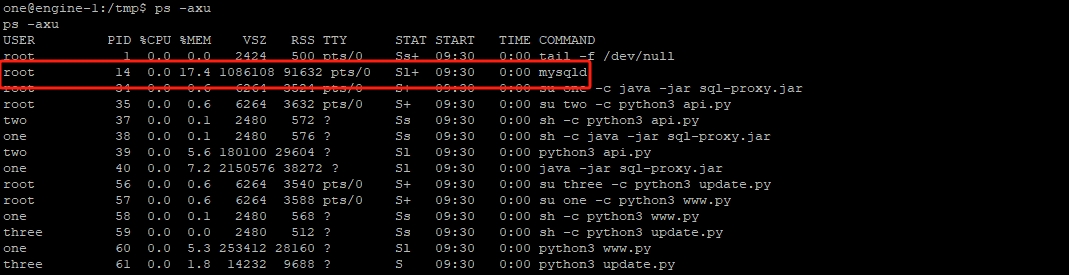 one@engine-1:/tmp$ ps -axu
ps -axu
USER PID %CPU %MEM VSZ RSS TTY STAT START TIME COMMAND
root 1 0.0 0.0 2424 500 pts/0 Ss+ 09:30 0:00 tail -f /dev/null
root 14 0.0 17.4 1086108 91632 pts/0 Sl+ 09:30 0:00 mysqld
root 34 0.0 0.6 6264 3524 pts/0 S+ 09:30 0:00 su one -c java -jar sql-proxy.jar
root 35 0.0 0.6 6264 3632 pts/0 S+ 09:30 0:00 su two -c python3 api.py
two 37 0.0 0.1 2480 572 ? Ss 09:30 0:00 sh -c python3 api.py
one 38 0.0 0.1 2480 576 ? Ss 09:30 0:00 sh -c java -jar sql-proxy.jar
two 39 0.0 5.6 180100 29604 ? Sl 09:30 0:00 python3 api.py
one 40 0.0 7.2 2150576 38272 ? Sl 09:30 0:00 java -jar sql-proxy.jar
root 56 0.0 0.6 6264 3540 pts/0 S+ 09:30 0:00 su three -c python3 update.py
root 57 0.0 0.6 6264 3588 pts/0 S+ 09:30 0:00 su one -c python3 www.py
one 58 0.0 0.1 2480 568 ? Ss 09:30 0:00 sh -c python3 www.py
three 59 0.0 0.0 2480 512 ? Ss 09:30 0:00 sh -c python3 update.py
one 60 0.0 5.3 253412 28160 ? Sl 09:30 0:00 python3 www.py
three 61 0.0 1.8 14232 9688 ? S 09:30 0:00 python3 update.py